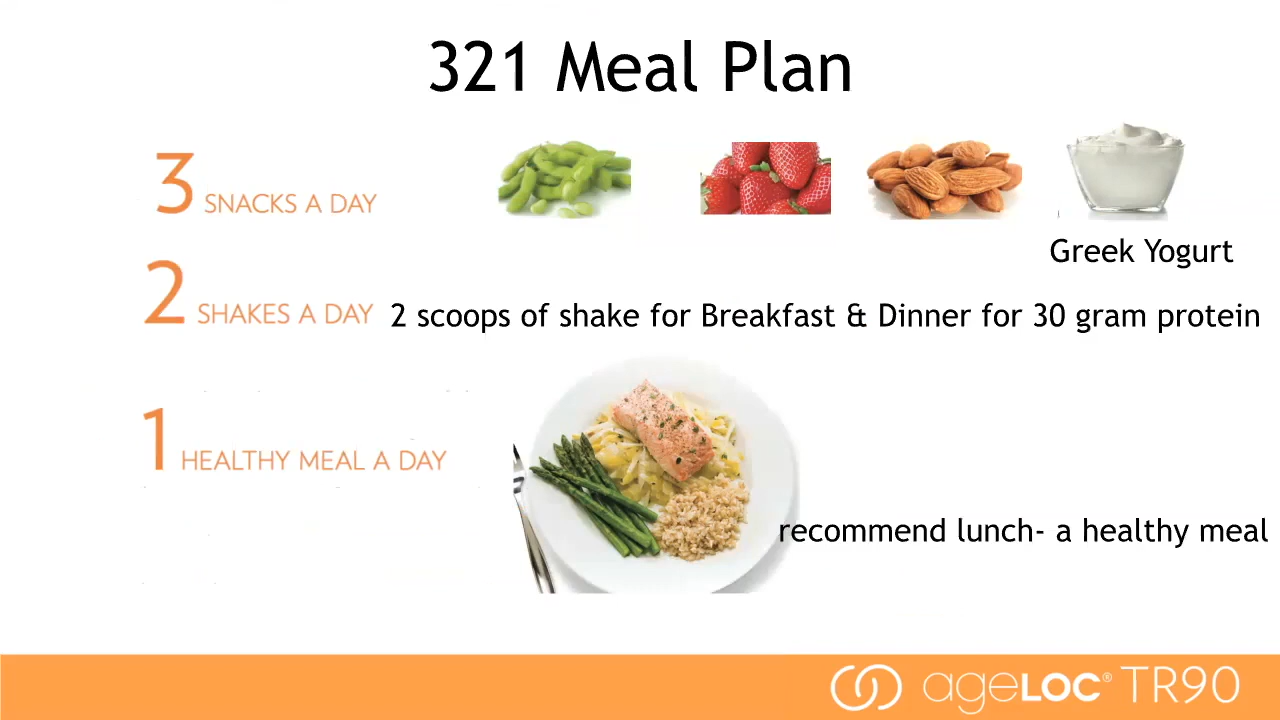 321 Meal Plan
3 SNACKS A DAY
Greek Yogurt
2 SHAKES A DAY 2 scoops of shake for Breakfast & Dinner for 30 gram protein
1 HEALTHY MEAL A DAY
recommend lunch- a healthy meal
ageLOC® TR90